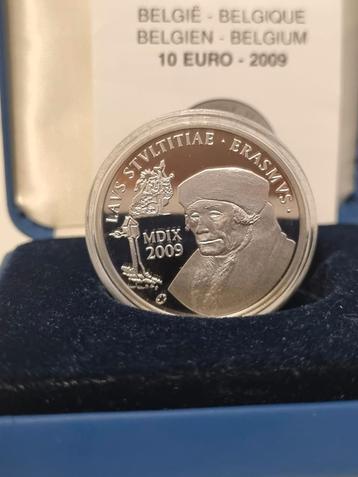 BELGIË - BELGIQUE
BELGIEN - BELGIUM
10 EURO - 2009
LAVS STVLTITIAE · ERASMVS ·
MDIX
2009